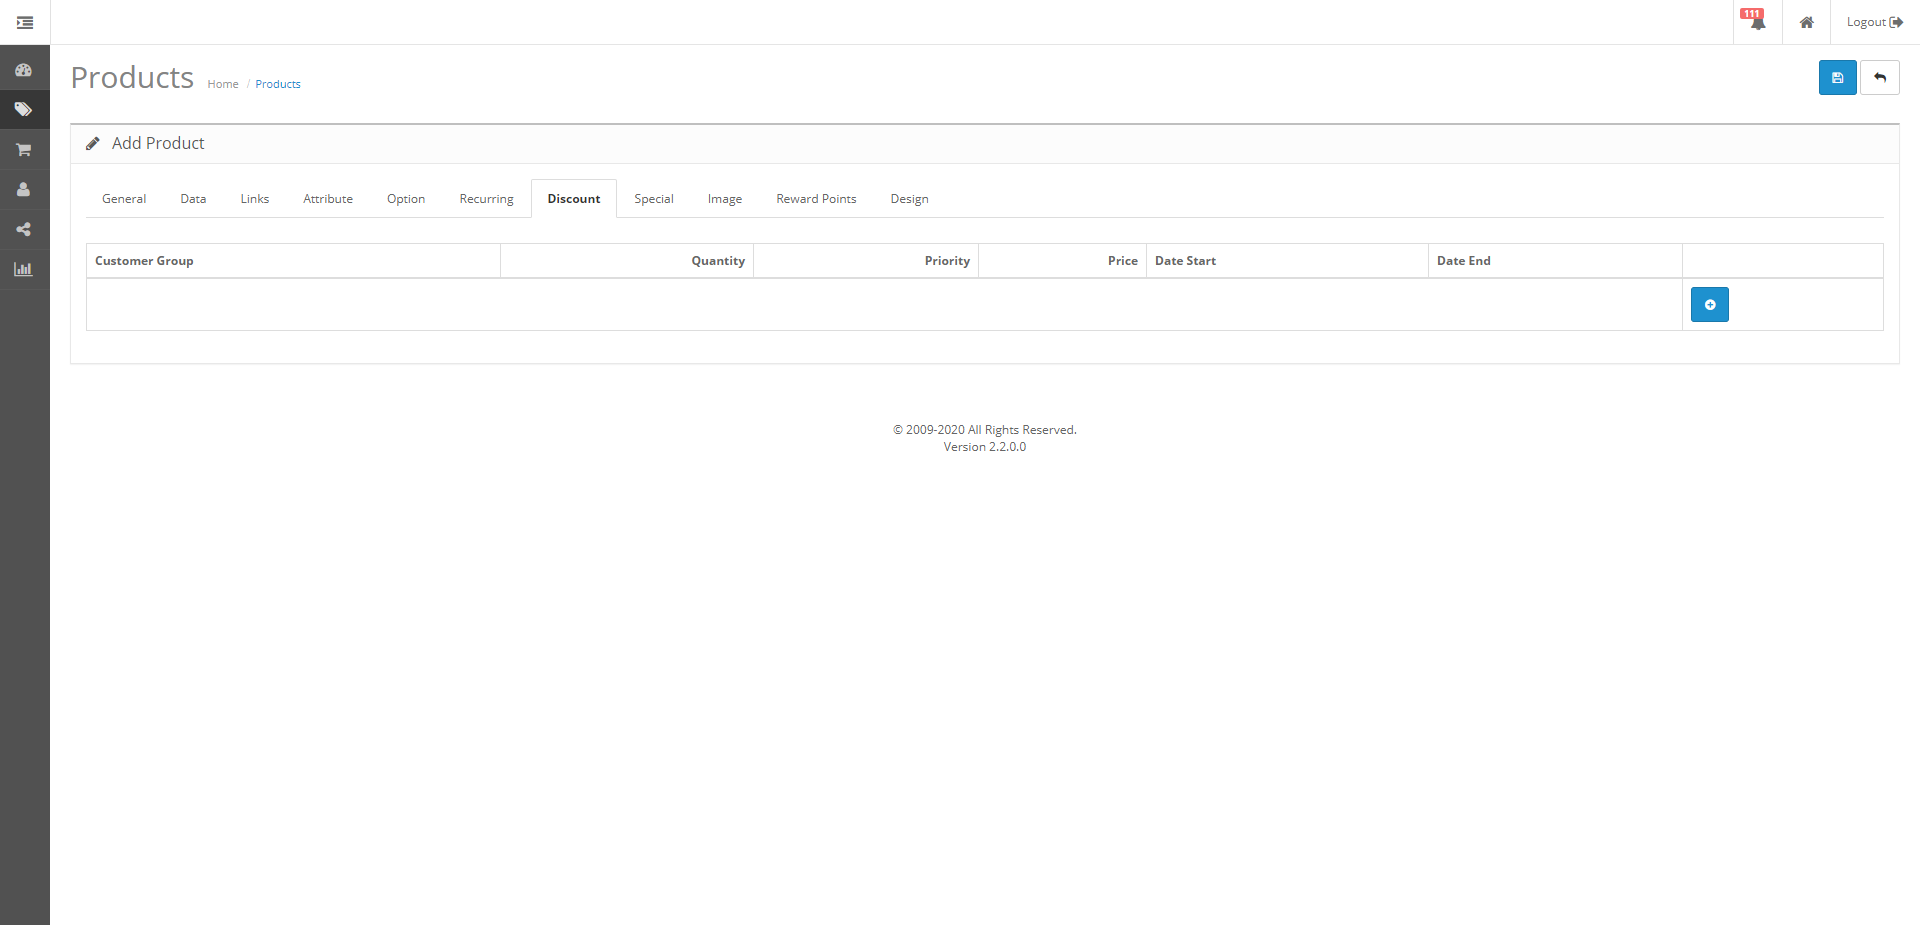 111
Logout
Products Home / Products
Add Product
General Data Links Attribute Option Recurring Discount Special Image Reward Points Design
Customer Group Quantity Priority Price Date Start Date End
© 2009-2020 All Rights Reserved.
Version 2.2.0.0